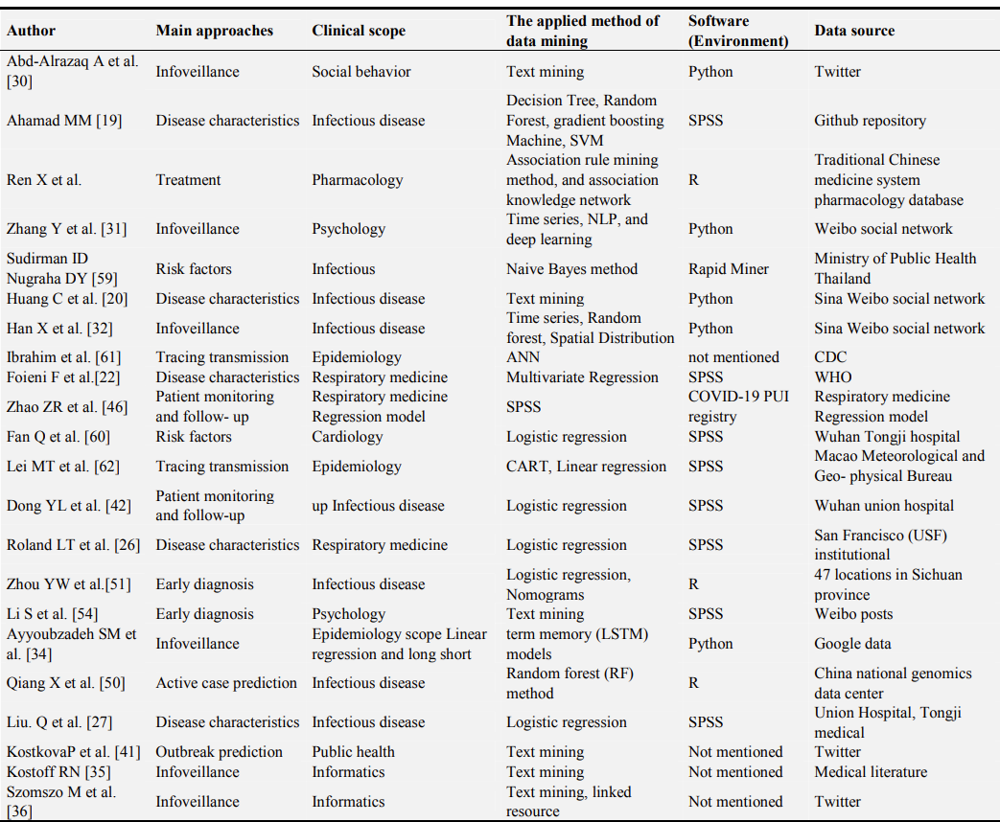 Author Main approaches Clinical scope The applied method of data mining Software (Environment) Data source
Abd-Alrazaq A et al. [30] Infoveillance Social behavior Text mining Python Twitter
Ahamad MM [19] Disease characteristics Infectious disease Decision Tree, Random Forest, gradient boosting Machine, SVM SPSS Github repository
Ren X et al. Treatment Pharmacology Association rule mining method, and association knowledge network R Traditional Chinese medicine system pharmacology database
Zhang Y et al. [31] Infoveillance Psychology Time series, NLP, and deep learning Python Weibo social network
Sudirman ID Nugraha DY [59] Risk factors Infectious Naive Bayes method Rapid Miner Ministry of Public Health Thailand
Huang C et al. [20] Disease characteristics Infectious disease Text mining Python Sina Weibo social network
Han X et al. [32] Infoveillance Infectious disease Time series, Random forest, Spatial Distribution Python Sina Weibo social network
Ibrahim et al. [61] Tracing transmission Epidemiology ANN not mentioned CDC
Foieni F et al.[22] Disease characteristics Respiratory medicine Multivariate Regression SPSS WHO
Zhao ZR et al. [46] Patient monitoring and follow- up Respiratory medicine Regression model SPSS COVID-19 PUI registry Respiratory medicine Regression model
Fan Q et al. [60] Risk factors Cardiology Logistic regression SPSS Wuhan Tongji hospital
Lei MT et al. [62] Tracing transmission Epidemiology CART, Linear regression SPSS Macao Meteorological and Geo- physical Bureau
Dong YL et al. [42] Patient monitoring and follow-up up Infectious disease Logistic regression SPSS Wuhan union hospital
Roland LT et al. [26] Disease characteristics Respiratory medicine Logistic regression SPSS San Francisco (USF) institutional
Zhou YW et al.[51] Early diagnosis Infectious disease Logistic regression, Nomograms R 47 locations in Sichuan province
Li S et al. [54] Early diagnosis Psychology Text mining SPSS Weibo posts
Ayyoubzadeh SM et al. [34] Infoveillance Epidemiology scope Linear regression and long short term memory (LSTM) models Python Google data
Qiang X et al. [50] Active case prediction Infectious disease Random forest (RF) method R China national genomics data center
Liu. Q et al. [27] Disease characteristics Infectious disease Logistic regression SPSS Union Hospital, Tongji medical
KostkovaP et al. [41] Outbreak prediction Public health Text mining Not mentioned Twitter
Kostoff RN [35] Infoveillance Informatics Text mining Not mentioned Medical literature
Szomszo M et al. [36] Infoveillance Informatics Text mining, linked resource Not mentioned Twitter